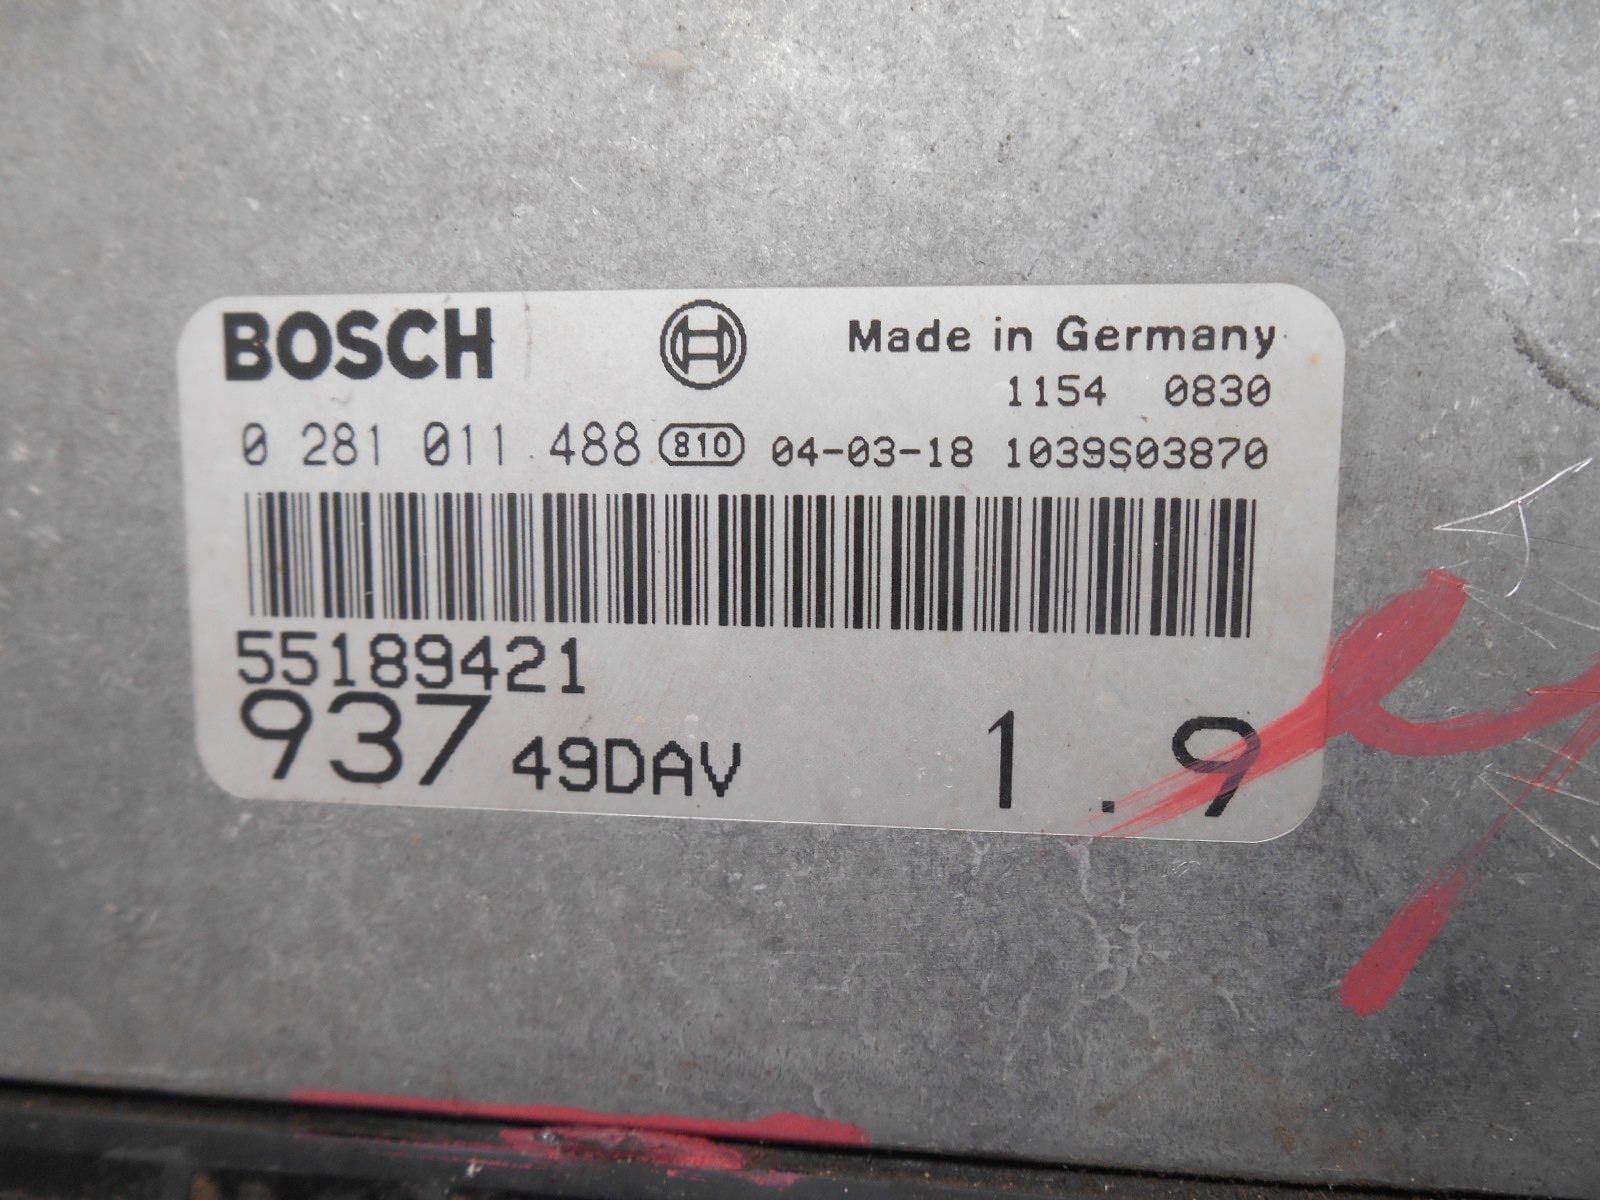 BOSCH Made in Germany
1154 0830
0 281 011 488 810 04-03-18 1039S03870
55189421
937 49DAV 1.9